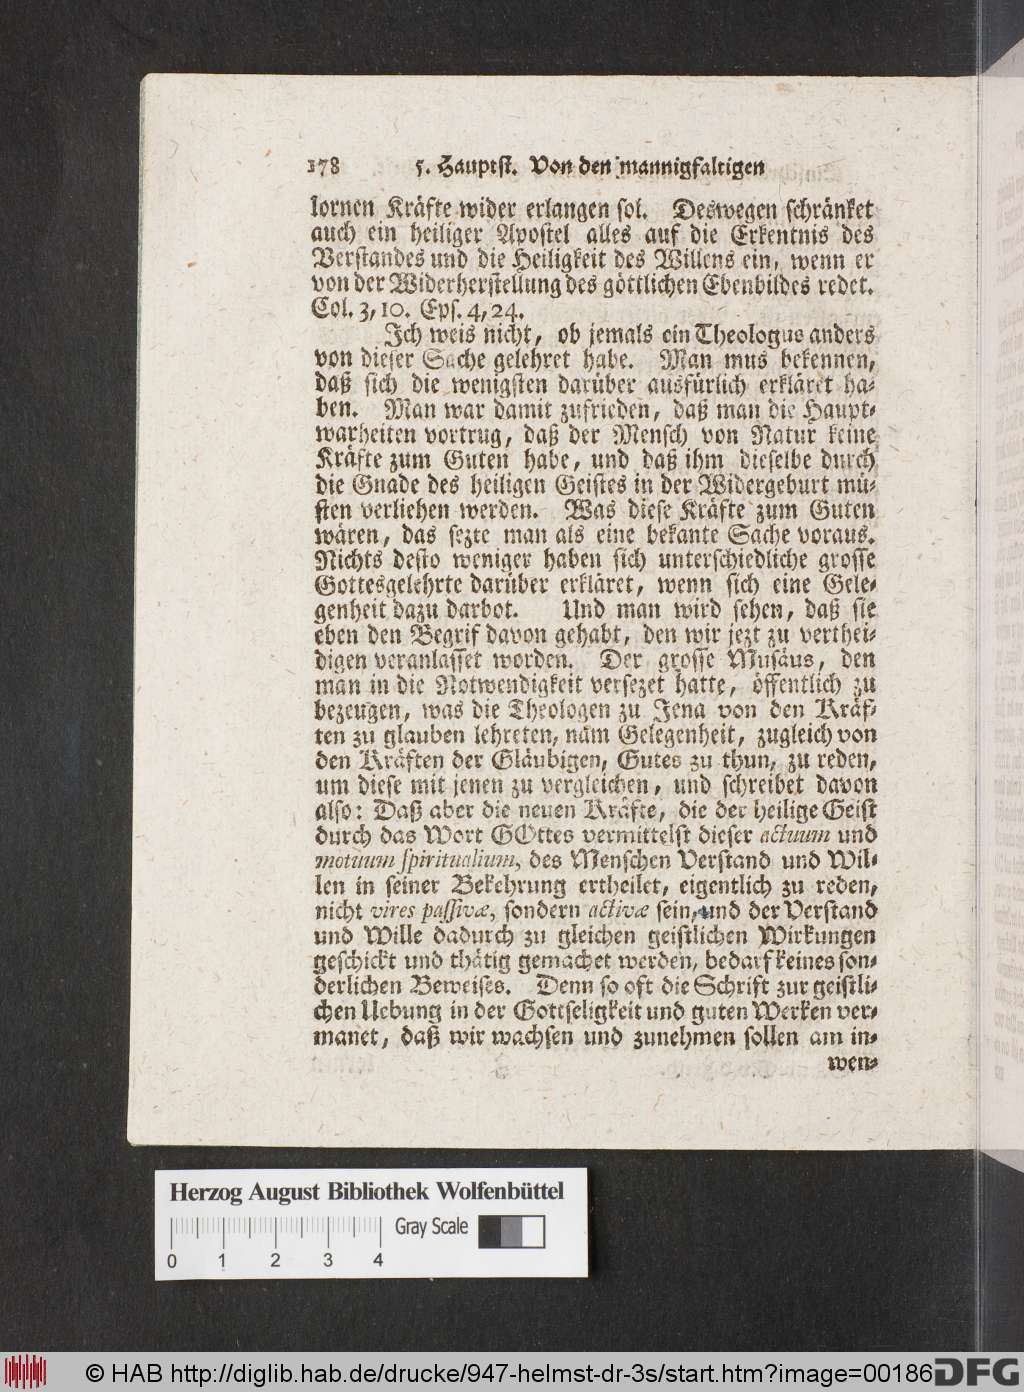 178 5. Hauptst. Von den mannigfaltigen
lornen Kräfte wider erlangen sol. Deswegen schränket
auch ein heiliger Apostel alles auf die Erkentnis des
Verstandes und die Heiligkeit des Willens ein, wenn er
von der Widerherstellung des göttlichen Ebenbildes redet.
Col. 3, 10. Eps. 4, 24.
Ich weis nicht, ob jemals ein Theologus anders
von dieser Sache gelehret habe. Man mus bekennen,
daß sich die wenigsten darüber ausfürlich erkläret ha-
ben. Man war damit zufrieden, daß man die Haupt-
warheiten vortrug, daß der Mensch von Natur keine
Kräfte zum Guten habe, und daß ihm dieselbe durch
die Gnade des heiligen Geistes in der Widergeburt mü-
sten verliehen werden. Was diese Kräfte zum Guten
wären, das sezte man als eine bekante Sache voraus.
Nichts desto weniger haben sich unterschiedliche grosse
Gottesgelehrte darüber erkläret, wenn sich eine Gele-
genheit dazu darbot. Und man wird sehen, daß sie
eben den Begrif davon gehabt, den wir jezt zu verthei-
digen veranlasset worden. Der grosse Musäus, den
man in die Notwendigkeit versezet hatte, öffentlich zu
bezeugen, was die Theologen zu Jena von den Kräf-
ten zu glauben lehreten, nam Gelegenheit, zugleich von
den Kräften der Gläubigen, Gutes zu thun, zu reden,
um diese mit jenen zu vergleichen, und schreibet davon
also: Daß aber die neuen Kräfte, die der heilige Geist
durch das Wort GOttes vermittelst dieser actuum und
motuum spiritualium, des Menschen Verstand und Wil-
len in seiner Bekehrung ertheilet, eigentlich zu reden,
nicht vires passivæ, sondern activæ sein, und der Verstand
und Wille dadurch zu gleichen geistlichen Wirkungen
geschickt und thätig gemachet werden, bedarf keines son-
derlichen Beweises. Denn so oft die Schrift zur geistli-
chen Uebung in der Gottseligkeit und guten Werken ver-
manet, daß wir wachsen und zunehmen sollen am in-
wen-
Herzog August Bibliothek Wolfenbüttel
Gray Scale
0 1 2 3 4
© HAB http://diglib.hab.de/drucke/947-helmst-dr-3s/start.htm?image=00186
DFG